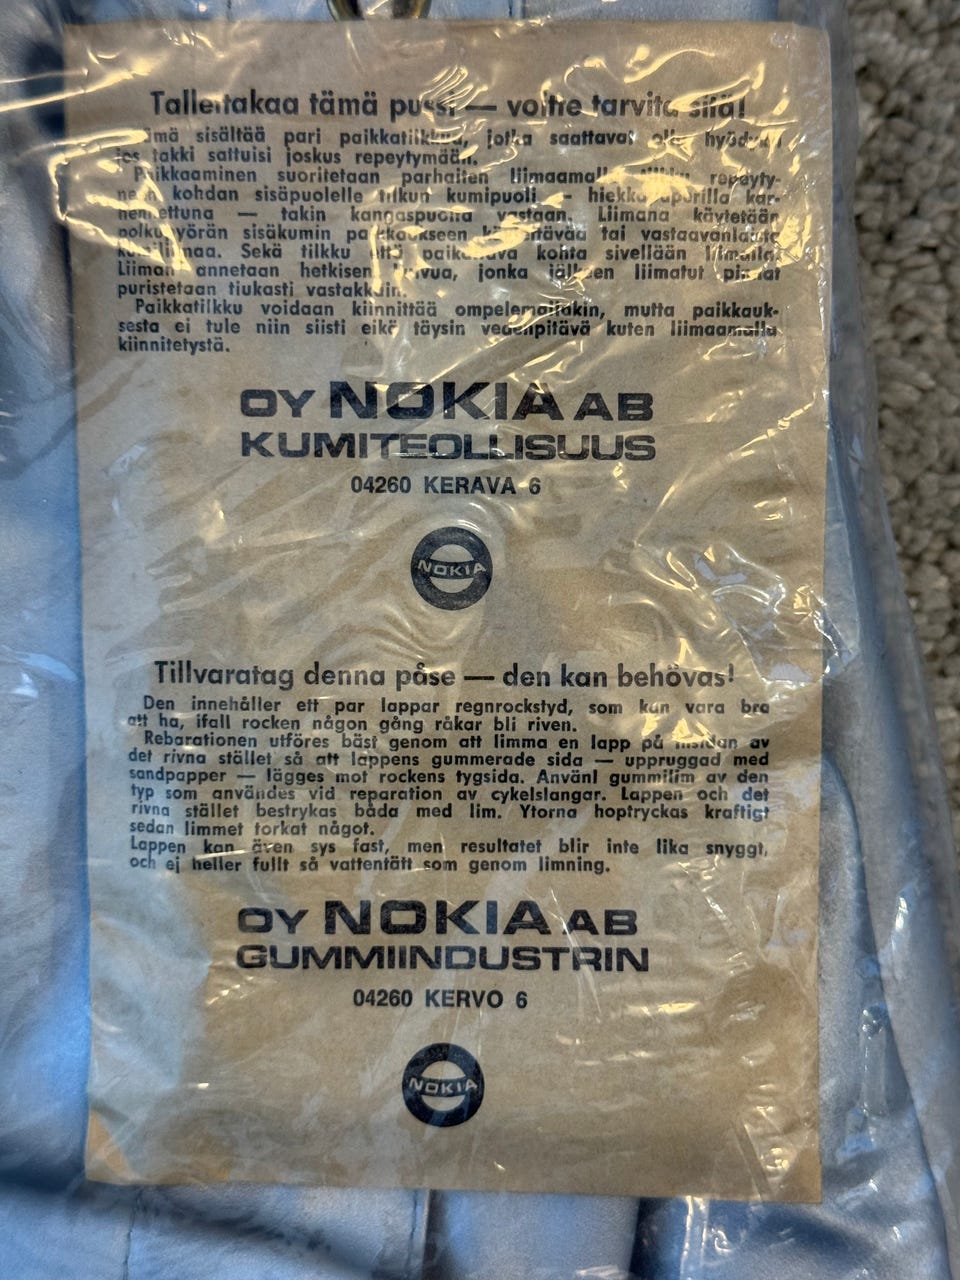 Talleltakaa tämä pussi — voitte tarvita sitä!
Tämä sisältää pari paikkatilkkua, jotka saattavat olla hyödyksi
jos takki sattuisi joskus repeytymään.
Paikkaaminen suoritetaan parhaiten liimaamalla tilkku repeyty-
neen kohdan sisäpuolelle tilkun kumipuoli — hiekkapaperilla kar-
hennettuna — takin kangaspuolta vastaan. Liimana käytetään
polkupyörän sisäkumin paikkaukseen käytettävää tai vastaavanlaista
kumiliimaa. Sekä tilkku että paikattava kohta sivellään liimalla.
Liiman annetaan hetkisen kuivua, jonka jälkeen liimatut pinnat
puristetaan tiukasti vastakkain.
Paikkatilkku voidaan kiinnittää ompelemallakin, mutta paikkauk-
sesta ei tule niin siisti eikä täysin vedenpitävä kuten liimaamalla
kiinnitetystä.
OY NOKIA AB
KUMITEOLLISUUS
04260 KERAVA 6
NOKIA
Tillvaratag denna påse — den kan behövas!
Den innehåller ett par lappar regnrockstyd, som kan vara bra
att ha, ifall rocken någon gång råkar bli riven.
Rebarationen utföres bäst genom att limma en lapp på insidan av
det rivna stället så att lappens gummerade sida — uppruggad med
sandpapper — lägges mot rockens tygsida. Använl gummilim av den
typ som användes vid reparation av cykelslangar. Lappen och det
rivna stället bestrykas båda med lim. Ytorna hoptryckas kraftigt
sedan limmet torkat något.
Lappen kan även sys fast, men resultatet blir inte lika snyggt,
och ej heller fullt så vattentätt som genom limning.
OY NOKIA AB
GUMMIINDUSTRIN
04260 KERVO 6
NOKIA